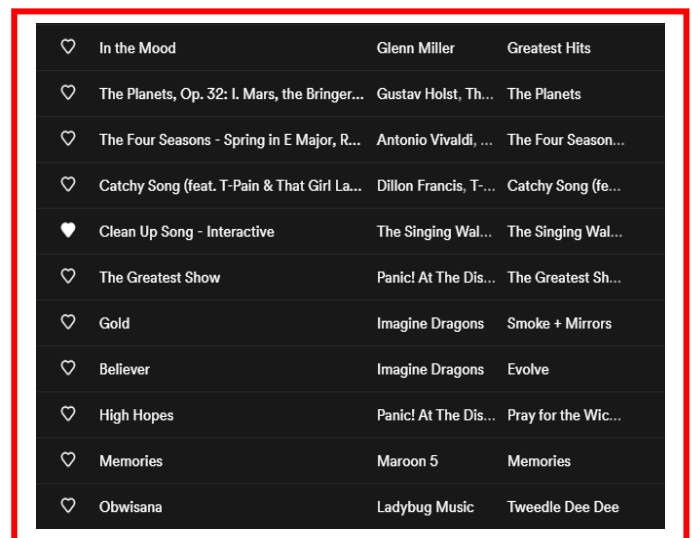 In the Mood Glenn Miller Greatest Hits
The Planets, Op. 32: I. Mars, the Bringer... Gustav Holst, Th... The Planets
The Four Seasons - Spring in E Major, R... Antonio Vivaldi, ... The Four Season...
Catchy Song (feat. T-Pain & That Girl La... Dillon Francis, T-... Catchy Song (fe...
Clean Up Song - Interactive The Singing Wal... The Singing Wal...
The Greatest Show Panic! At The Dis... The Greatest Sh...
Gold Imagine Dragons Smoke + Mirrors
Believer Imagine Dragons Evolve
High Hopes Panic! At The Dis... Pray for the Wic...
Memories Maroon 5 Memories
Obwisana Ladybug Music Tweedle Dee Dee